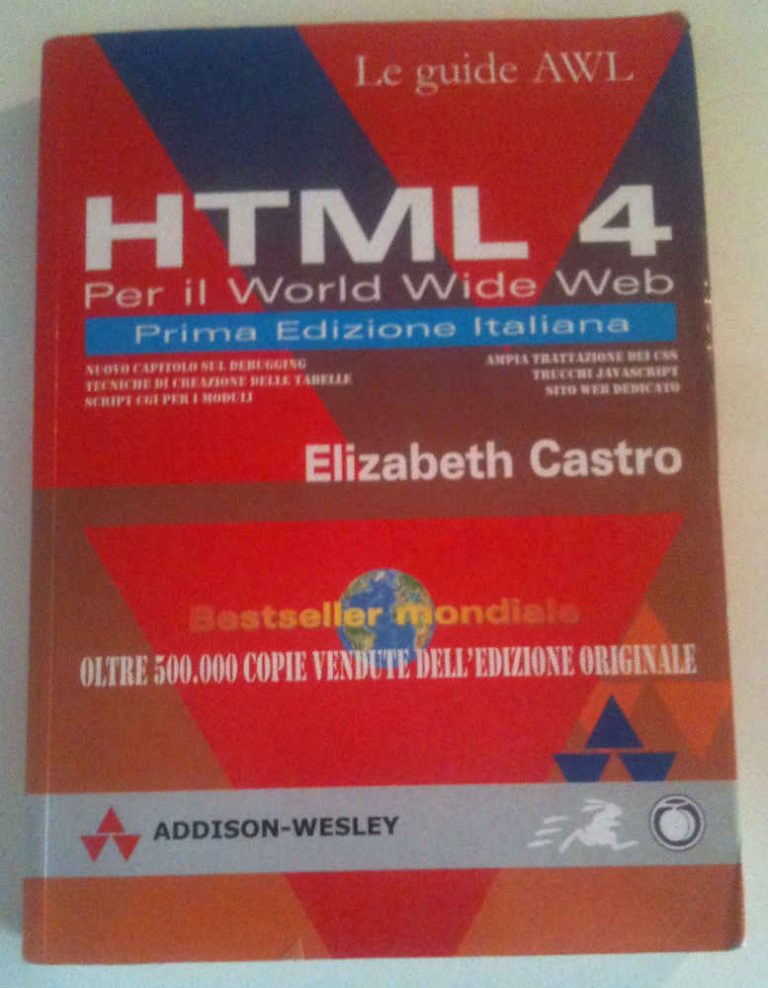 Le guide AWL
HTML 4
Per il World Wide Web
Prima Edizione Italiana
NUOVO CAPITOLO SUL DEBUGGING
TECNICHE DI CREAZIONE DELLE TABELLE
SCRIPT CGI PER I MODULI
AMPIA TRATTAZIONE DEI CSS
TRUCCHI JAVASCRIPT
SITO WEB DEDICATO
Elizabeth Castro
Bestseller mondiale
OLTRE 500.000 COPIE VENDUTE DELL'EDIZIONE ORIGINALE
ADDISON-WESLEY